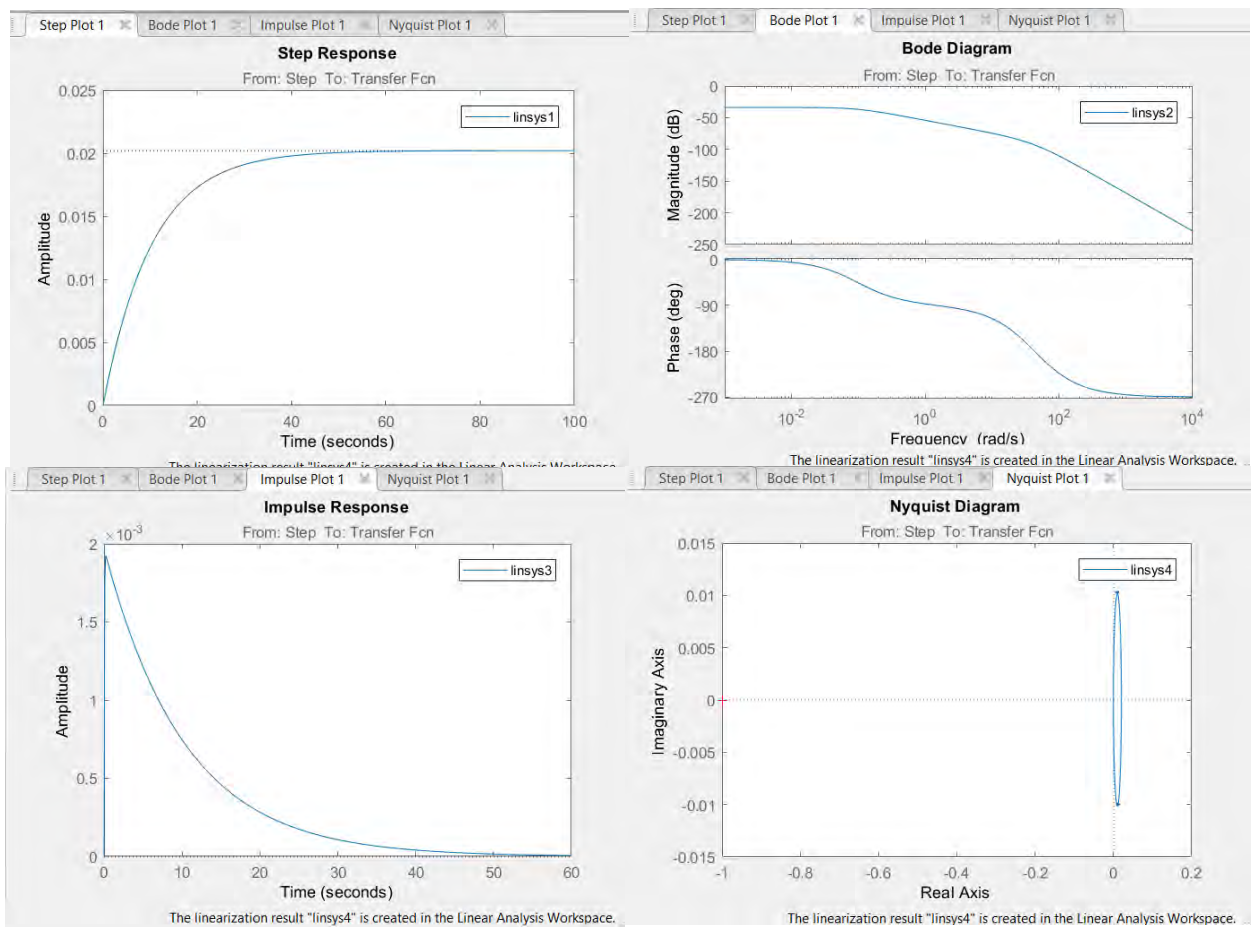 Step Plot 1 Bode Plot 1 Impulse Plot 1 Nyquist Plot 1
Step Response
From: Step To: Transfer Fcn
0.025
0.02
0.015
0.01
0.005
0
Amplitude
linsys1
0 20 40 60 80 100
Time (seconds)
The linearization result "linsys4" is created in the Linear Analysis Workspace.
Step Plot 1 Bode Plot 1 Impulse Plot 1 Nyquist Plot 1
Bode Diagram
From: Step To: Transfer Fcn
0
-50
-100
-150
-200
-250
Magnitude (dB)
linsys2
0
-90
-180
-270
Phase (deg)
10-2 100 102 104
Frequency (rad/s)
The linearization result "linsys4" is created in the Linear Analysis Workspace.
Step Plot 1 Bode Plot 1 Impulse Plot 1 Nyquist Plot 1
Impulse Response
From: Step To: Transfer Fcn
×10-3
2
1.5
1
0.5
0
Amplitude
linsys3
0 10 20 30 40 50 60
Time (seconds)
The linearization result "linsys4" is created in the Linear Analysis Workspace.
Step Plot 1 Bode Plot 1 Impulse Plot 1 Nyquist Plot 1
Nyquist Diagram
From: Step To: Transfer Fcn
0.015
0.01
0.005
0
-0.005
-0.01
-0.015
Imaginary Axis
linsys4
-1 -0.8 -0.6 -0.4 -0.2 0 0.2
Real Axis
The linearization result "linsys4" is created in the Linear Analysis Workspace.